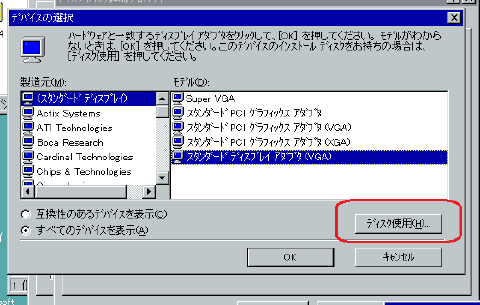 デバイスの選択
ハードウェアと一致するディスプレイ アダプタをクリックして、[OK] を押してください。 モデルがわから
ないときは、[OK] を押してください。このデバイスのインストール ディスクをお持ちの場合は、
[ディスク使用] を押してください。
製造元(M):
モデル(D):
(スタンダード ディスプレイ)
Actix Systems
ATI Technologies
Boca Research
Cardinal Technologies
Chips & Technologies
Super VGA
スタンダード PCI グラフィックス アダプタ
スタンダード PCI グラフィックス アダプタ (VGA)
スタンダード PCI グラフィックス アダプタ (XGA)
スタンダード ディスプレイ アダプタ (VGA)
互換性のあるデバイスを表示(C)
すべてのデバイスを表示(A)
ディスク使用(H)...
OK
キャンセル
soft